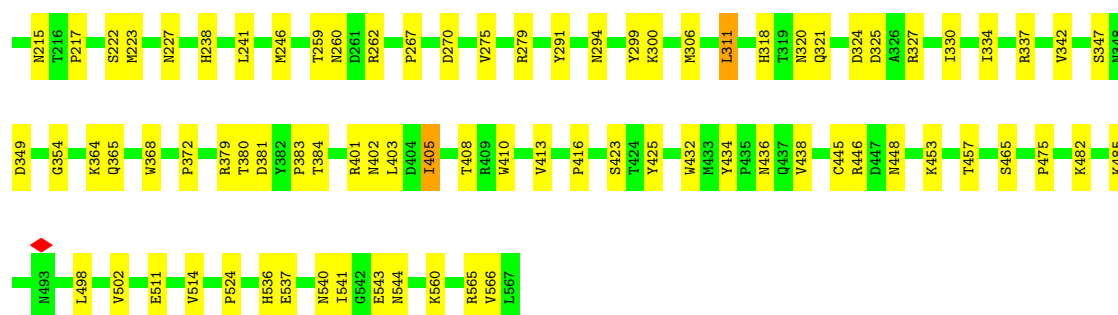 N215 T216 P217 S222 M223 N227 H238 L241 M246 T259 N260 D261 R262 P267 D270 V275 R279 Y291 N294 Y299 K300 M306 L311 H318 T319 N320 Q321 D324 D325 A326 R327 I330 I334 R337 V342 S347 N348
D349 G354 K364 Q365 W368 P372 R379 T380 D381 Y382 P383 T384 R401 N402 L403 D404 I405 T408 R409 W410 V413 P416 S423 T424 Y425 W432 M433 Y434 P435 N436 Q437 V438 C445 R446 D447 N448 K453 T457 S465 P475 K482 K485
N493 L498 V502 E511 V514 P524 H536 E537 N540 I541 G542 E543 N544 K560 R565 V566 L567